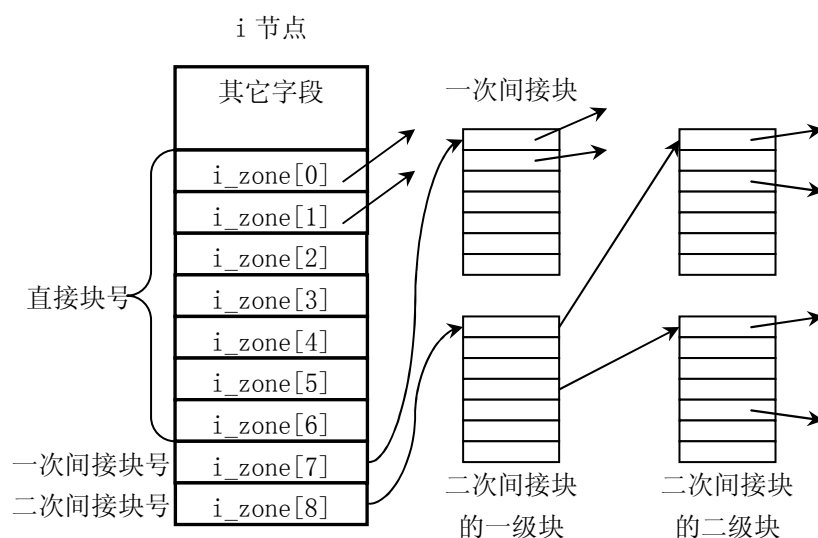 i 节点
其它字段
一次间接块
i_zone[0]
i_zone[1]
i_zone[2]
直接块号
i_zone[3]
i_zone[4]
i_zone[5]
i_zone[6]
一次间接块号
i_zone[7]
二次间接块号
i_zone[8]
二次间接块
的一级块
二次间接块
的二级块